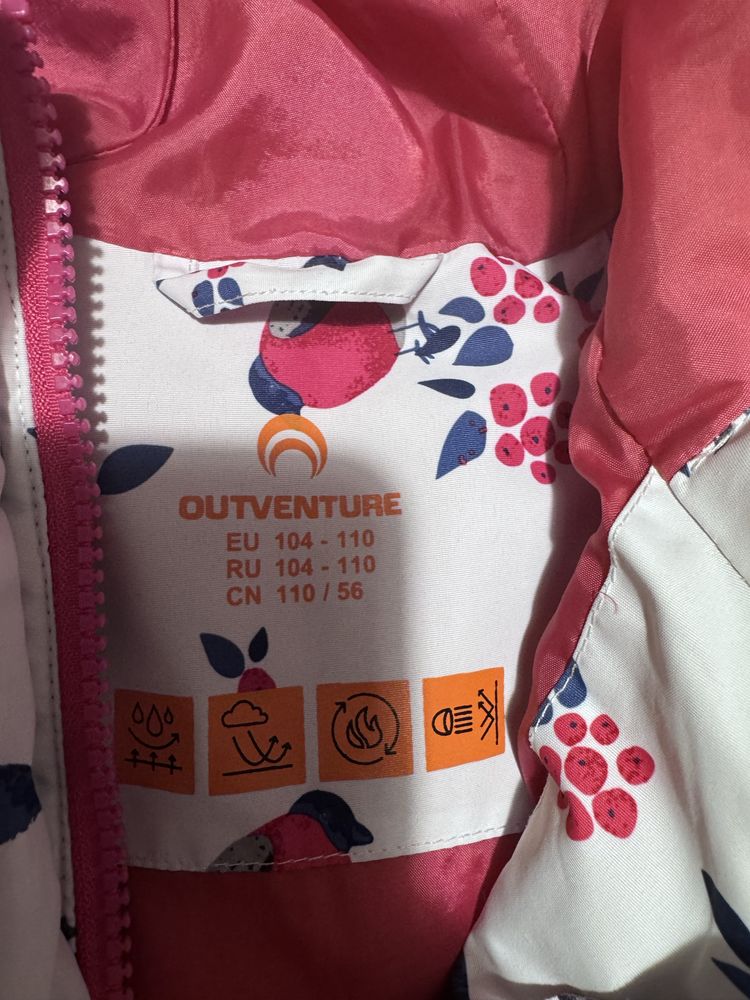 OUTVENTURE
EU 104 - 110
RU 104 - 110
CN 110 / 56